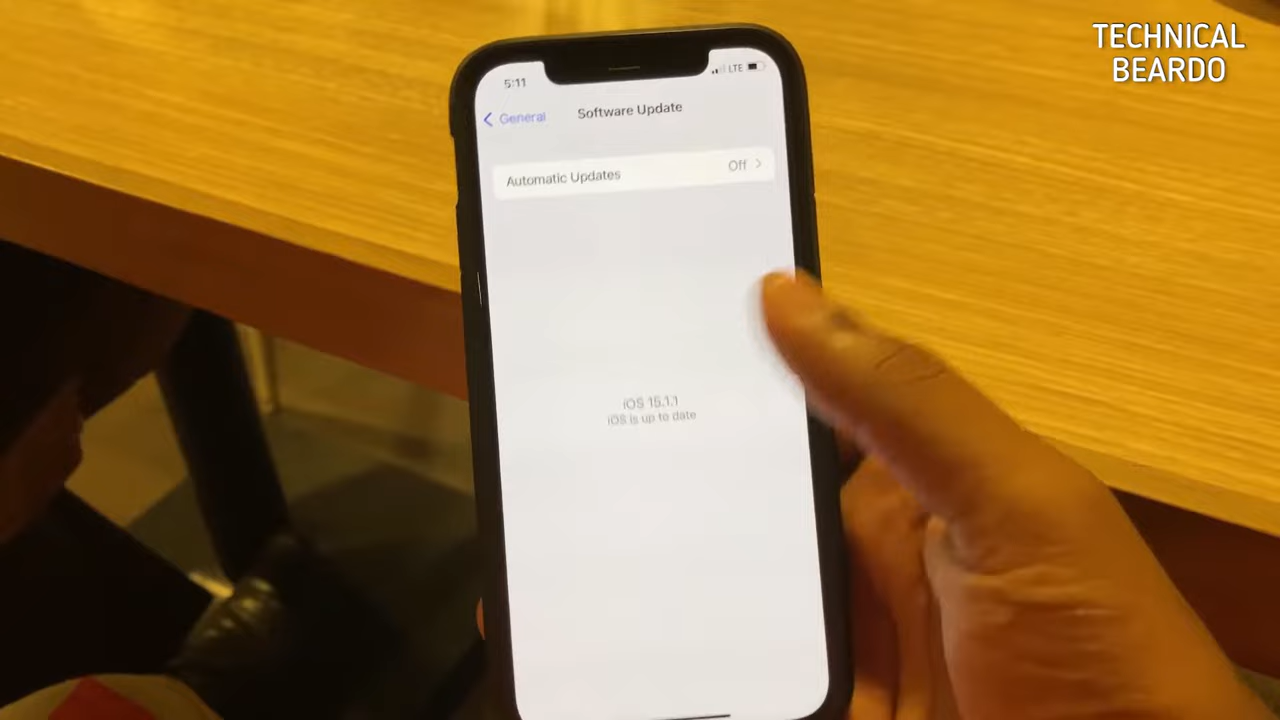 TECHNICAL
BEARDO
5:11
LTE
General
Software Update
Automatic Updates
Off
iOS 15.1.1
iOS is up to date